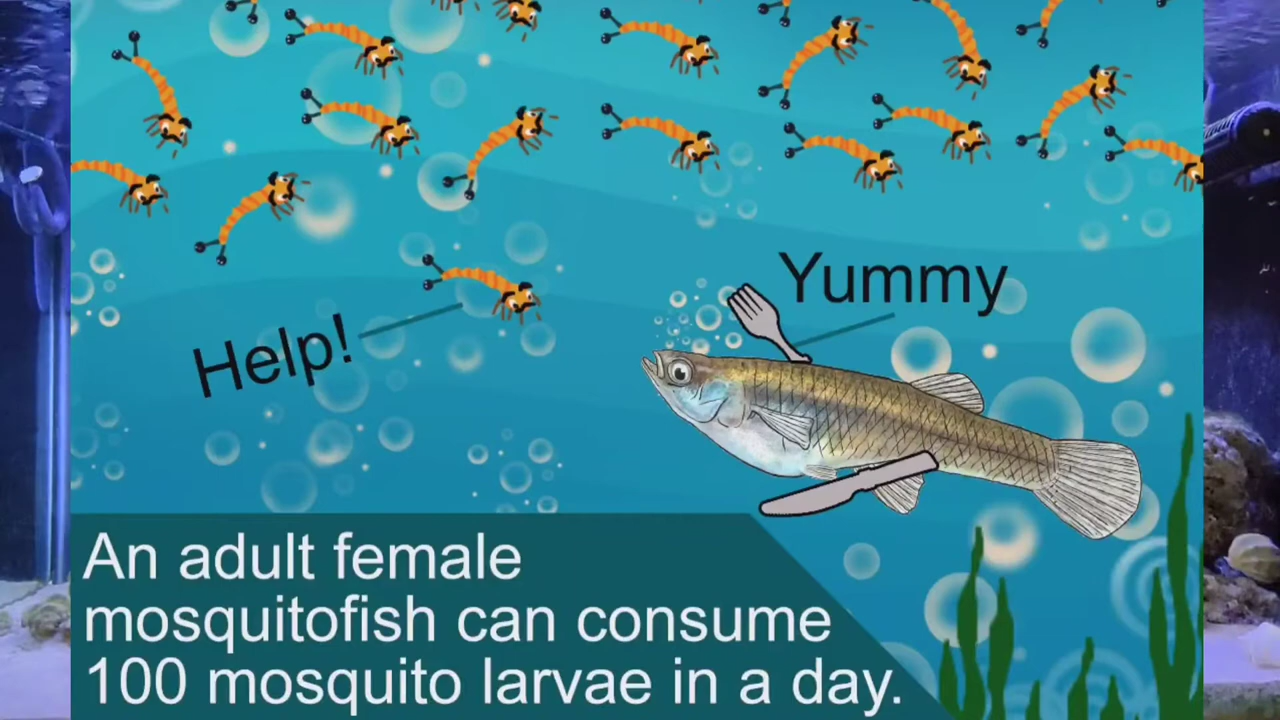 Yummy
Help!
An adult female
mosquitofish can consume
100 mosquito larvae in a day.